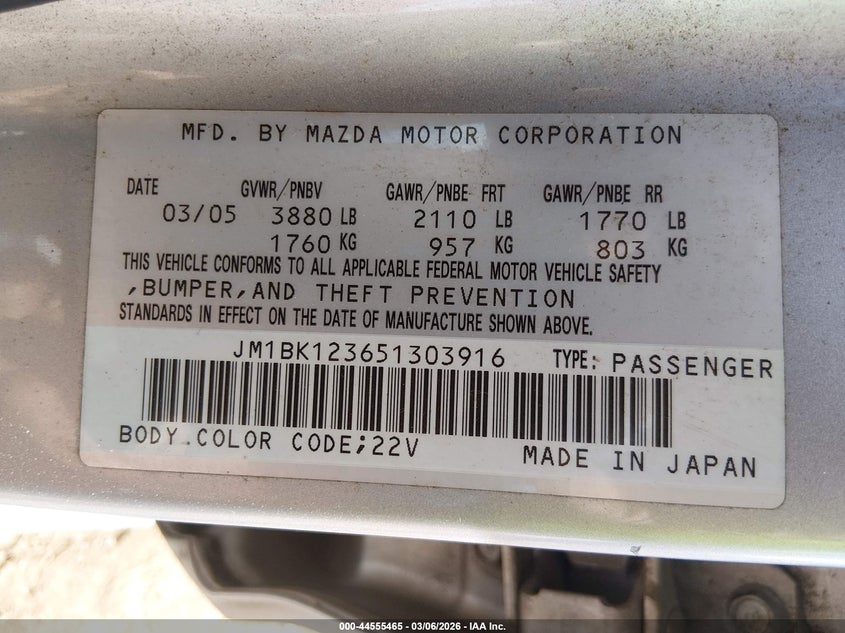 MFD. BY MAZDA MOTOR CORPORATION
DATE GVWR/PNBV GAWR/PNBE FRT GAWR/PNBE RR
03/05 3880 LB 2110 LB 1770 LB
1760 KG 957 KG 803 KG
THIS VEHICLE CONFORMS TO ALL APPLICABLE FEDERAL MOTOR VEHICLE SAFETY
,BUMPER,AND THEFT PREVENTION
STANDARDS IN EFFECT ON THE DATE OF MANUFACTURE SHOWN ABOVE.
JM1BK123651303916 TYPE: PASSENGER
BODY COLOR CODE;22V
MADE IN JAPAN
000-44555465 - 03/06/2026 - IAA Inc.